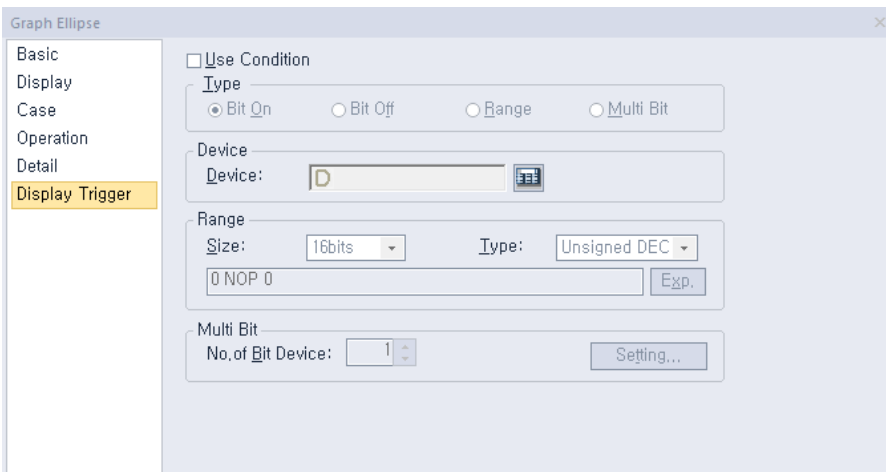 Graph Ellipse
Basic
Display
Case
Operation
Detail
Display Trigger
Use Condition
Type
Bit On Bit Off Range Multi Bit
Device
Device: D
Range
Size: 16bits Type: Unsigned DEC
0 NOP 0 Exp.
Multi Bit
No.of Bit Device: 1 Setting...